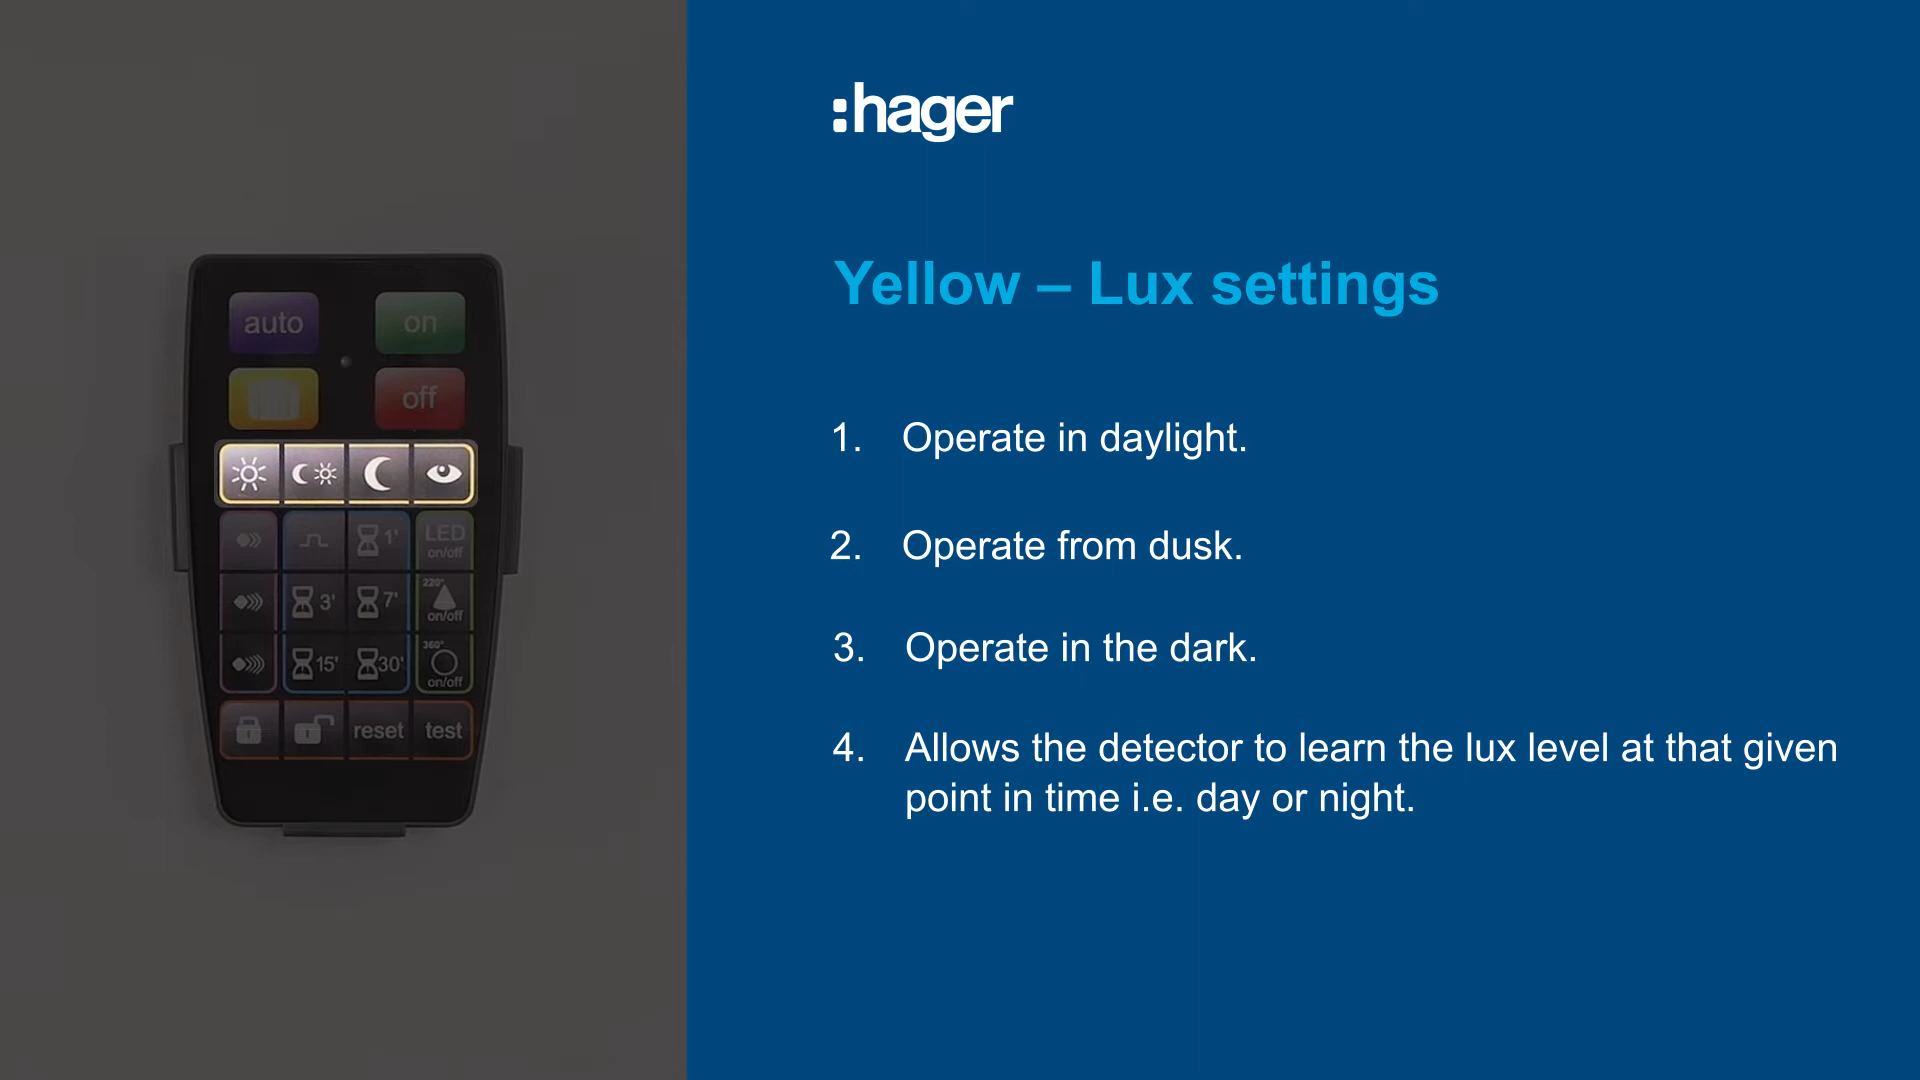 :hager
Yellow – Lux settings
1. Operate in daylight.
2. Operate from dusk.
3. Operate in the dark.
4. Allows the detector to learn the lux level at that given
point in time i.e. day or night.
auto
on
off
1'
LED
on/off
3'
7'
220°
on/off
15'
30'
360°
on/off
reset
test